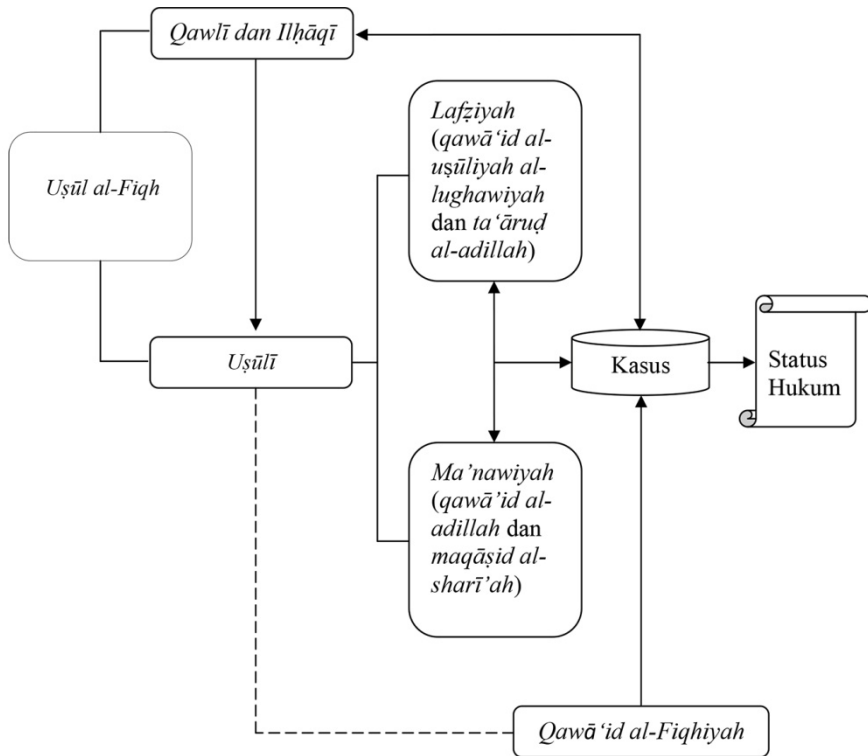 Qawlī dan Ilḥāqī
Uṣūl al-Fiqh
Lafẓiyah
(qawā‘id al-
uṣūliyah al-
lughawiyah
dan ta‘āruḍ
al-adillah)
Uṣūlī
Kasus
Status
Hukum
Ma’nawiyah
(qawā’id al-
adillah dan
maqāṣid al-
sharī’ah)
Qawā‘id al-Fiqhiyah